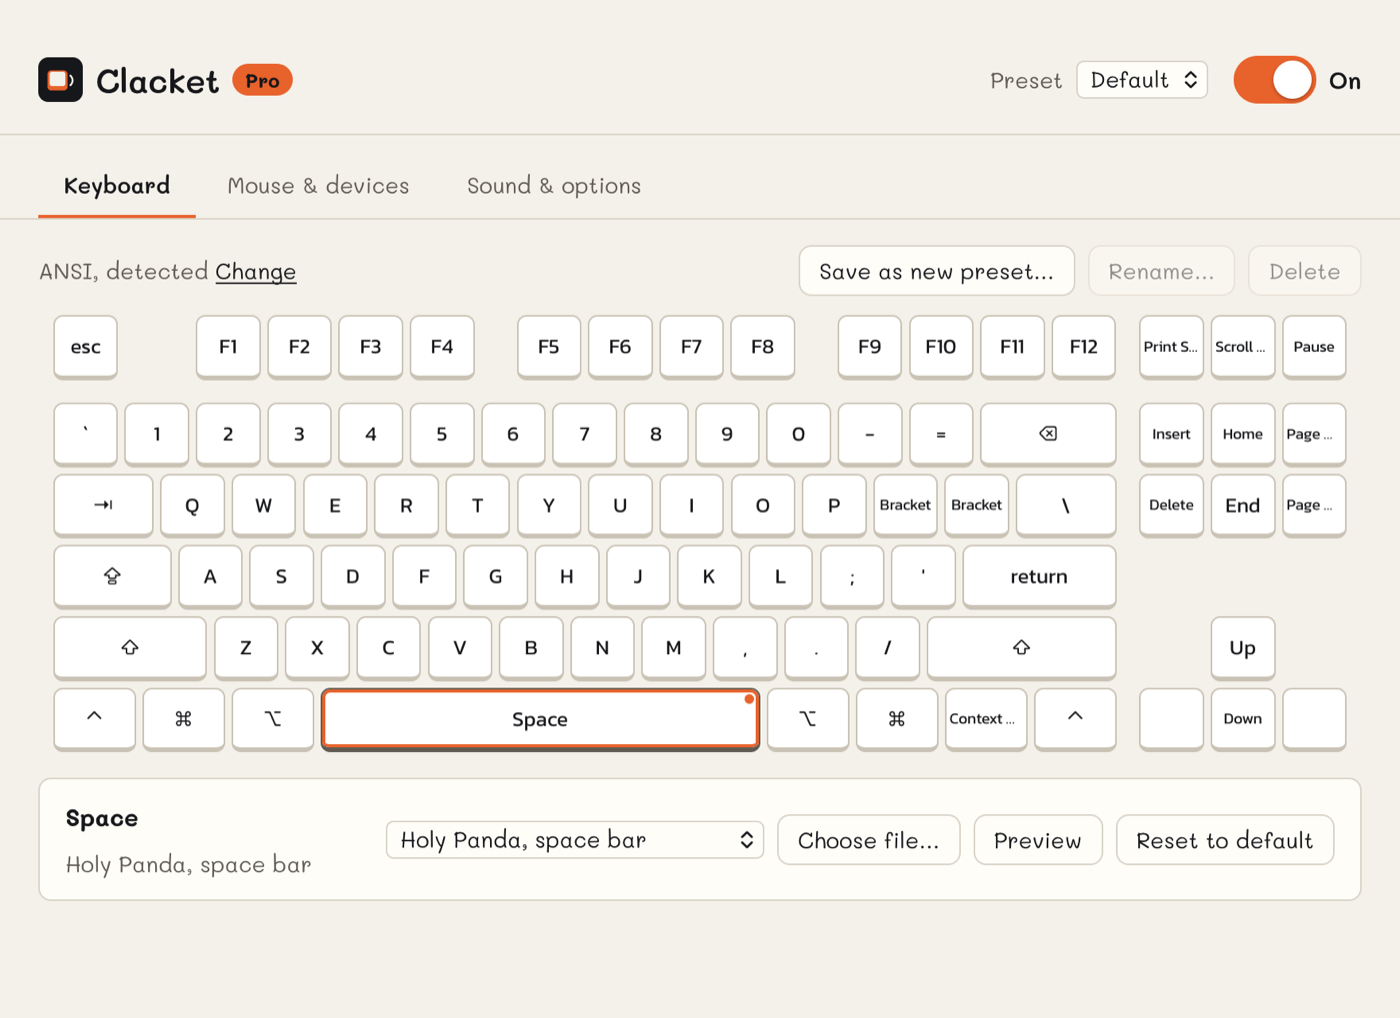 Clacket Pro Preset Default On
Keyboard Mouse & devices Sound & options
ANSI, detected Change Save as new preset... Rename... Delete
esc F1 F2 F3 F4 F5 F6 F7 F8 F9 F10 F11 F12 Print S... Scroll ... Pause
` 1 2 3 4 5 6 7 8 9 0 - = ⌫ Insert Home Page ...
⇥ Q W E R T Y U I O P Bracket Bracket \ Delete End Page ...
⇪ A S D F G H J K L ; ' return
⇧ Z X C V B N M , . / ⇧ Up
^ ⌘ ⌥ Space ⌥ ⌘ Context ... ^ Down
Space
Holy Panda, space bar Choose file... Preview Reset to default
Holy Panda, space bar